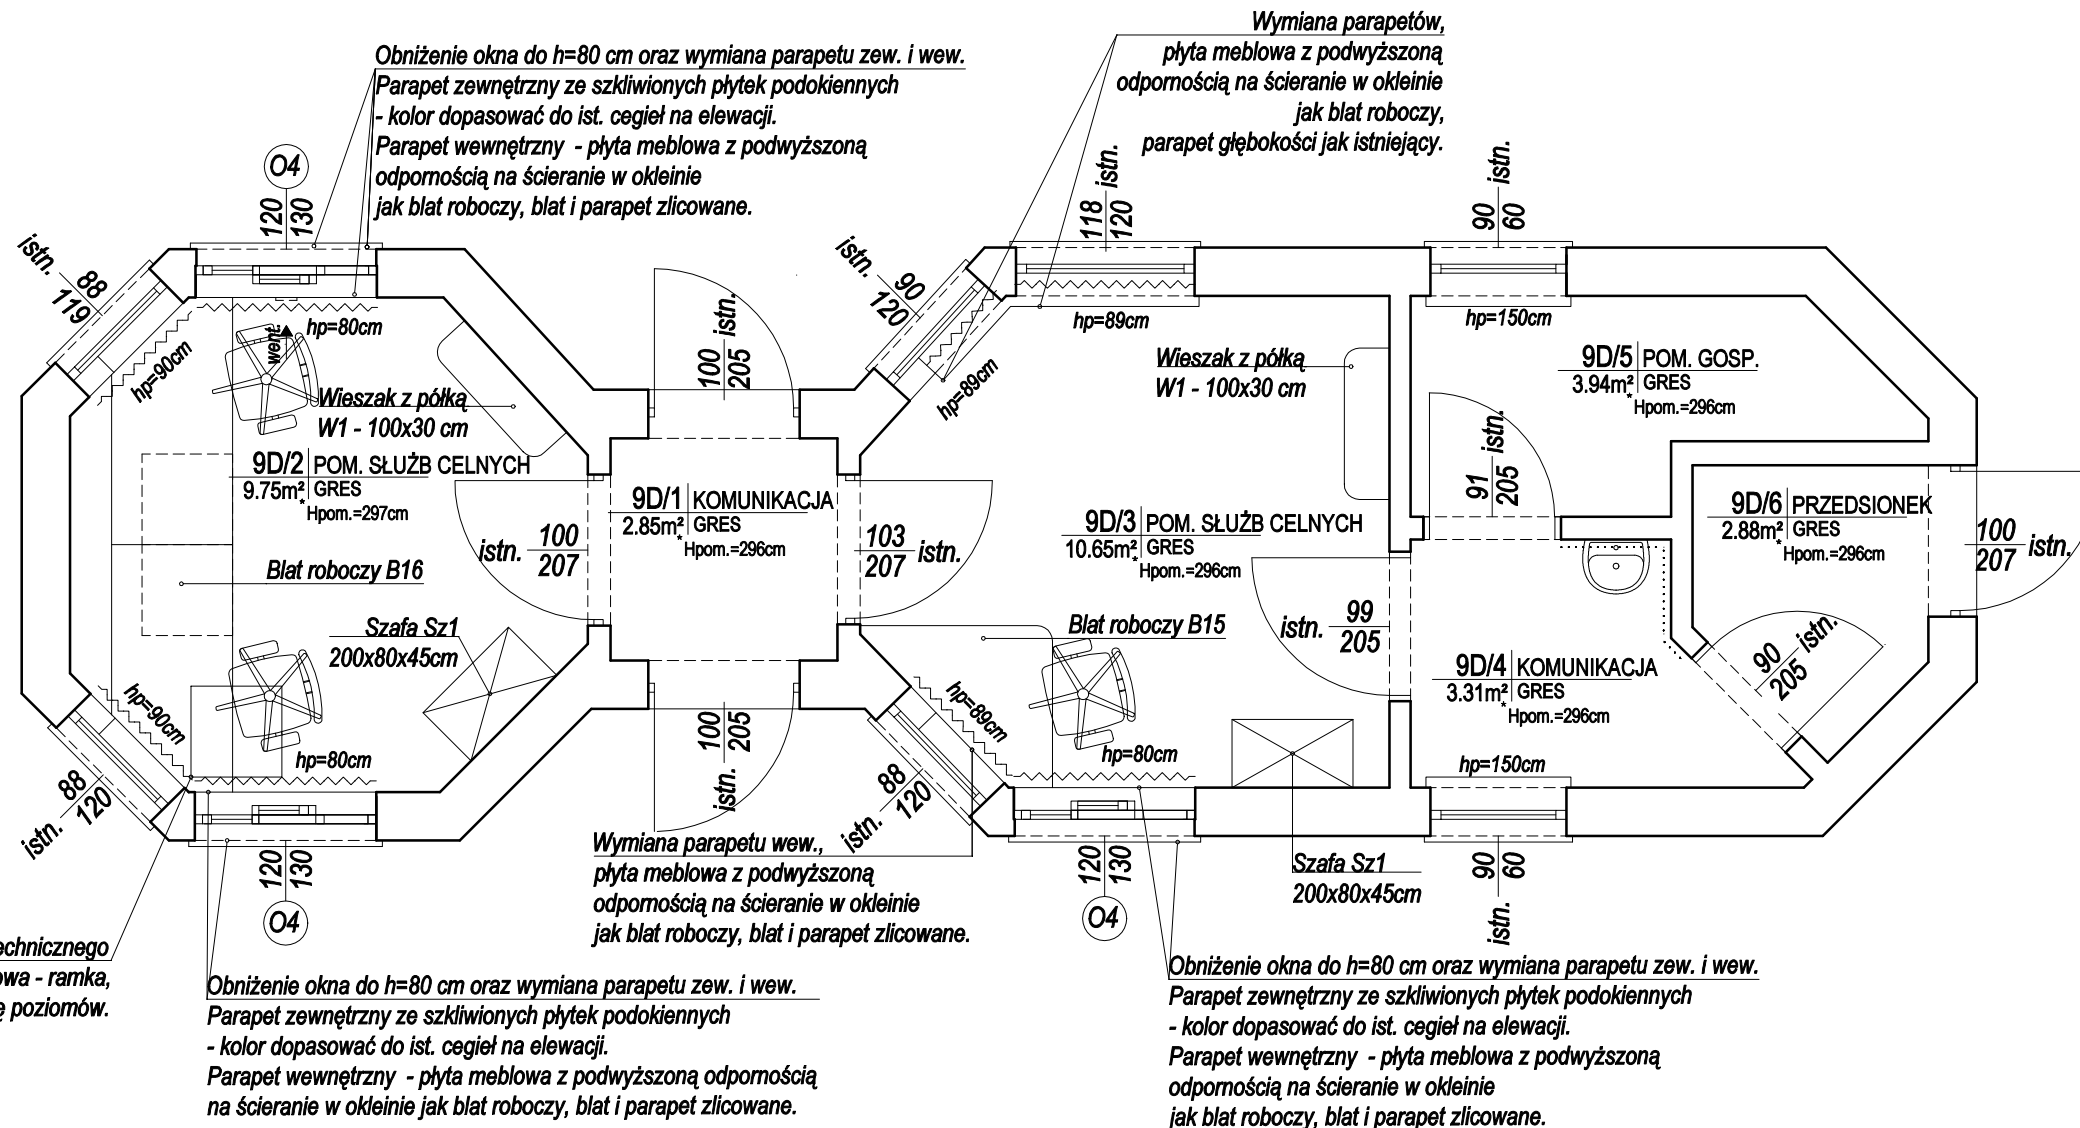 Wymiana parapetów,
płyta meblowa z podwyższoną
odpornością na ścieranie w okleinie
jak blat roboczy,
parapet głębokości jak istniejący.
Obniżenie okna do h=80 cm oraz wymiana parapetu zew. i wew.
Parapet zewnętrzny ze szkliwionych płytek podokiennych
- kolor dopasować do ist. cegieł na elewacji.
Parapet wewnętrzny - płyta meblowa z podwyższoną
odpornością na ścieranie w okleinie
jak blat roboczy, blat i parapet zlicowane.
O4
120
130
istn.
88
119
hp=80cm
went.
hp=90cm
Wieszak z półką
W1 - 100x30 cm
9D/2 POM. SŁUŻB CELNYCH
9.75m² GRES
* Hpom.=297cm
Blat roboczy B16
Szafa Sz1
200x80x45cm
hp=90cm
hp=80cm
88
120
istn.
120
130
O4
istn.
100
207
100
205
istn.
9D/1 KOMUNIKACJA
2.85m² GRES
* Hpom.=296cm
100
205
istn.
103
207
istn.
istn.
90
120
118
120
istn.
hp=89cm
hp=89cm
Wieszak z półką
W1 - 100x30 cm
9D/3 POM. SŁUŻB CELNYCH
10.65m² GRES
* Hpom.=296cm
Blat roboczy B15
hp=89cm
hp=80cm
88
120
istn.
120
130
O4
istn.
99
205
Szafa Sz1
200x80x45cm
90
60
istn.
hp=150cm
9D/5 POM. GOSP.
3.94m² GRES
* Hpom.=296cm
91
205
istn.
9D/6 PRZEDSIONEK
2.88m² GRES
* Hpom.=296cm
100
207
istn.
90
205
istn.
9D/4 KOMUNIKACJA
3.31m² GRES
* Hpom.=296cm
hp=150cm
90
60
istn.
Wymiana parapetu wew.,
płyta meblowa z podwyższoną
odpornością na ścieranie w okleinie
jak blat roboczy, blat i parapet zlicowane.
echnicznego
owa - ramka,
ę poziomów.
Obniżenie okna do h=80 cm oraz wymiana parapetu zew. i wew.
Parapet zewnętrzny ze szkliwionych płytek podokiennych
- kolor dopasować do ist. cegieł na elewacji.
Parapet wewnętrzny - płyta meblowa z podwyższoną odpornością
na ścieranie w okleinie jak blat roboczy, blat i parapet zlicowane.
Obniżenie okna do h=80 cm oraz wymiana parapetu zew. i wew.
Parapet zewnętrzny ze szkliwionych płytek podokiennych
- kolor dopasować do ist. cegieł na elewacji.
Parapet wewnętrzny - płyta meblowa z podwyższoną
odpornością na ścieranie w okleinie
jak blat roboczy, blat i parapet zlicowane.